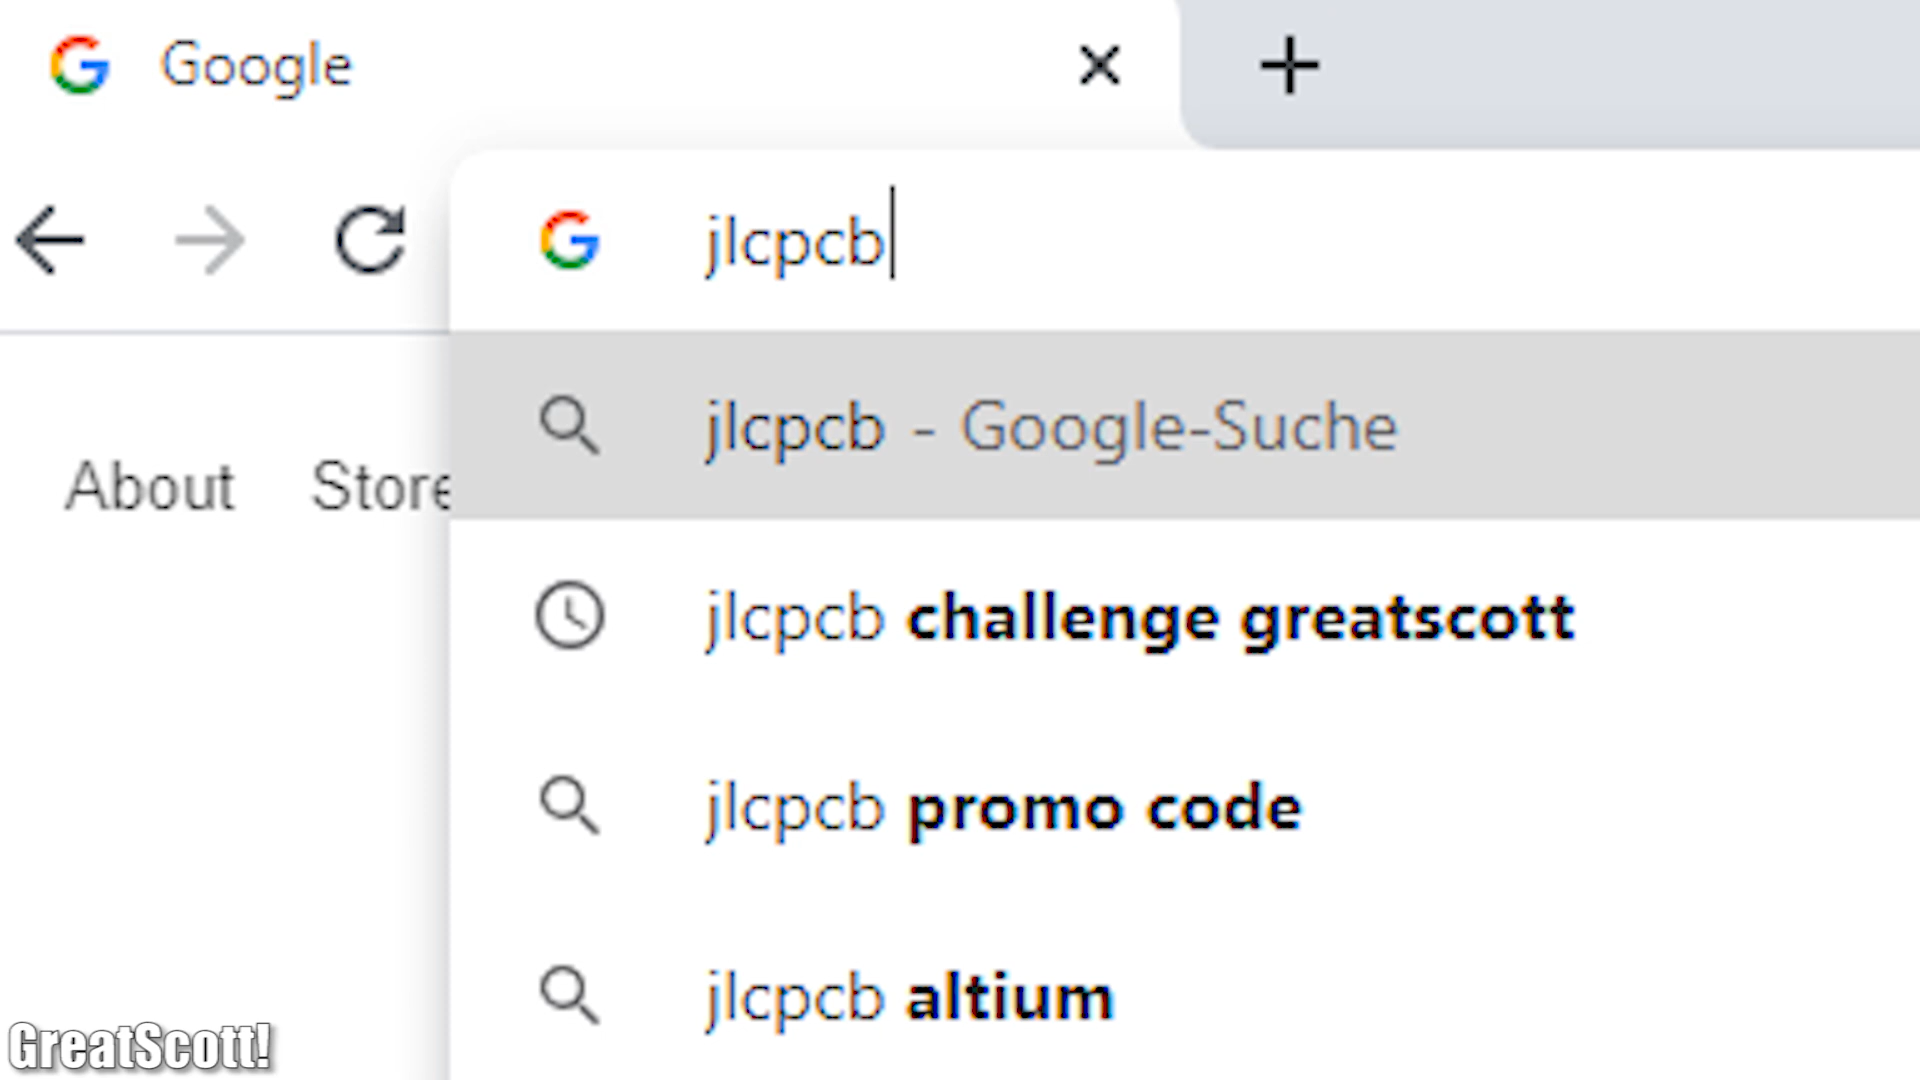 Google
jlcpcb
jlcpcb - Google-Suche
About Store
jlcpcb challenge greatscott
jlcpcb promo code
jlcpcb altium
GreatScott!